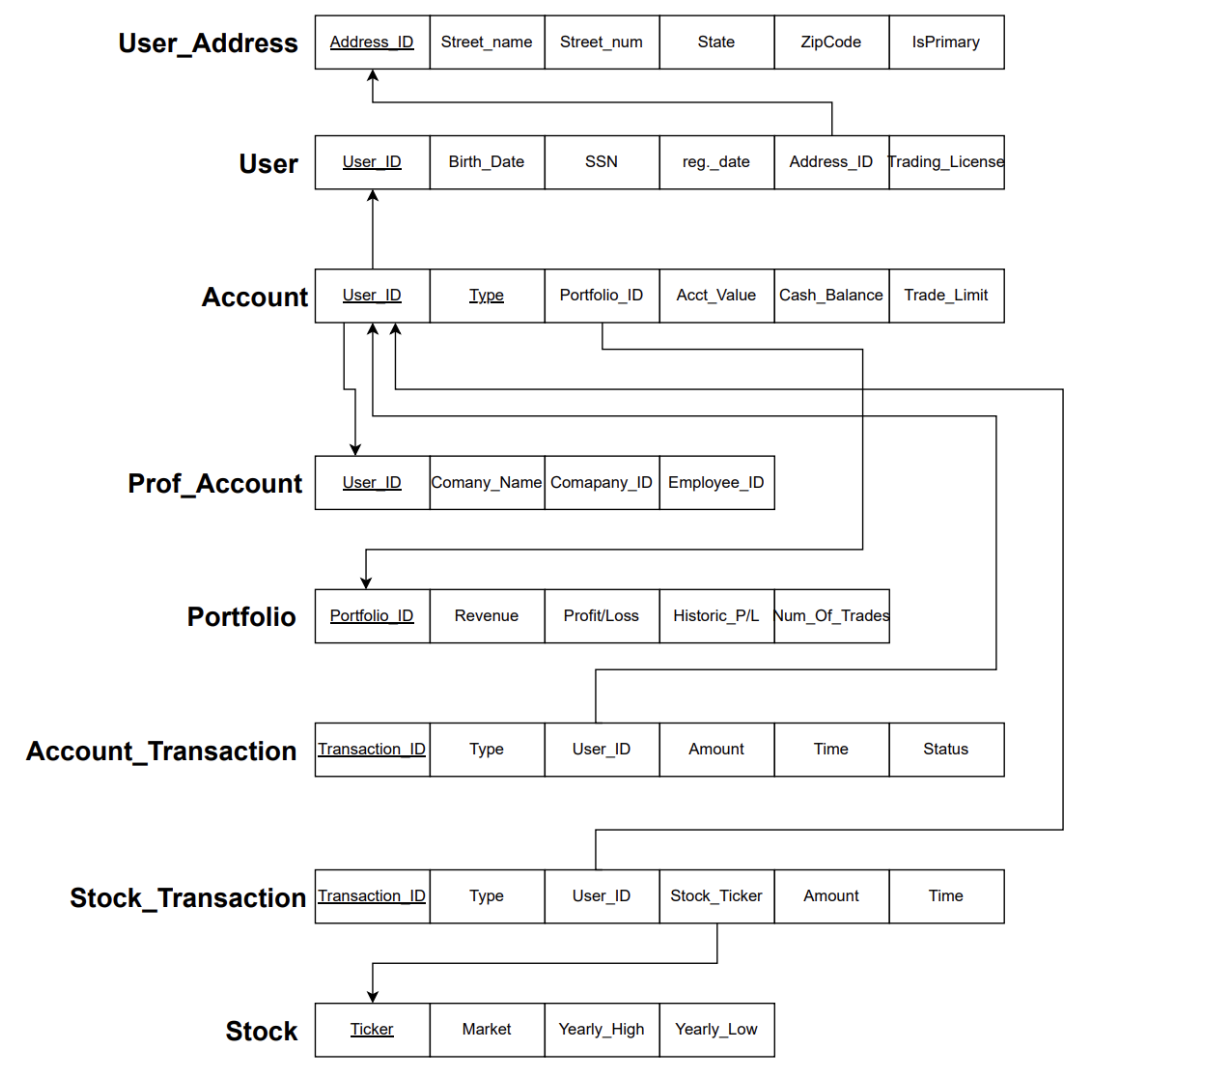 User_Address Address_ID Street_name Street_num State ZipCode IsPrimary
User User_ID Birth_Date SSN reg._date Address_ID Trading_License
Account User_ID Type Portfolio_ID Acct_Value Cash_Balance Trade_Limit
Prof_Account User_ID Comany_Name Comapany_ID Employee_ID
Portfolio Portfolio_ID Revenue Profit/Loss Historic_P/L Num_Of_Trades
Account_Transaction Transaction_ID Type User_ID Amount Time Status
Stock_Transaction Transaction_ID Type User_ID Stock_Ticker Amount Time
Stock Ticker Market Yearly_High Yearly_Low